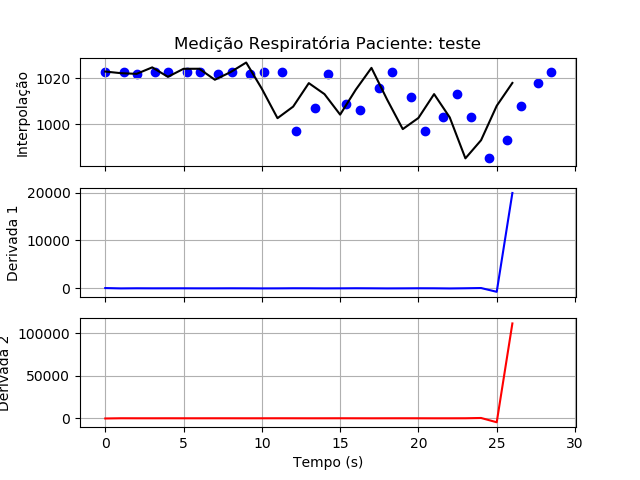 Medição Respiratória Paciente: teste
Interpolação
1020
1000
Derivada 1
20000
10000
0
Derivada 2
100000
50000
0
0 5 10 15 20 25 30
Tempo (s)